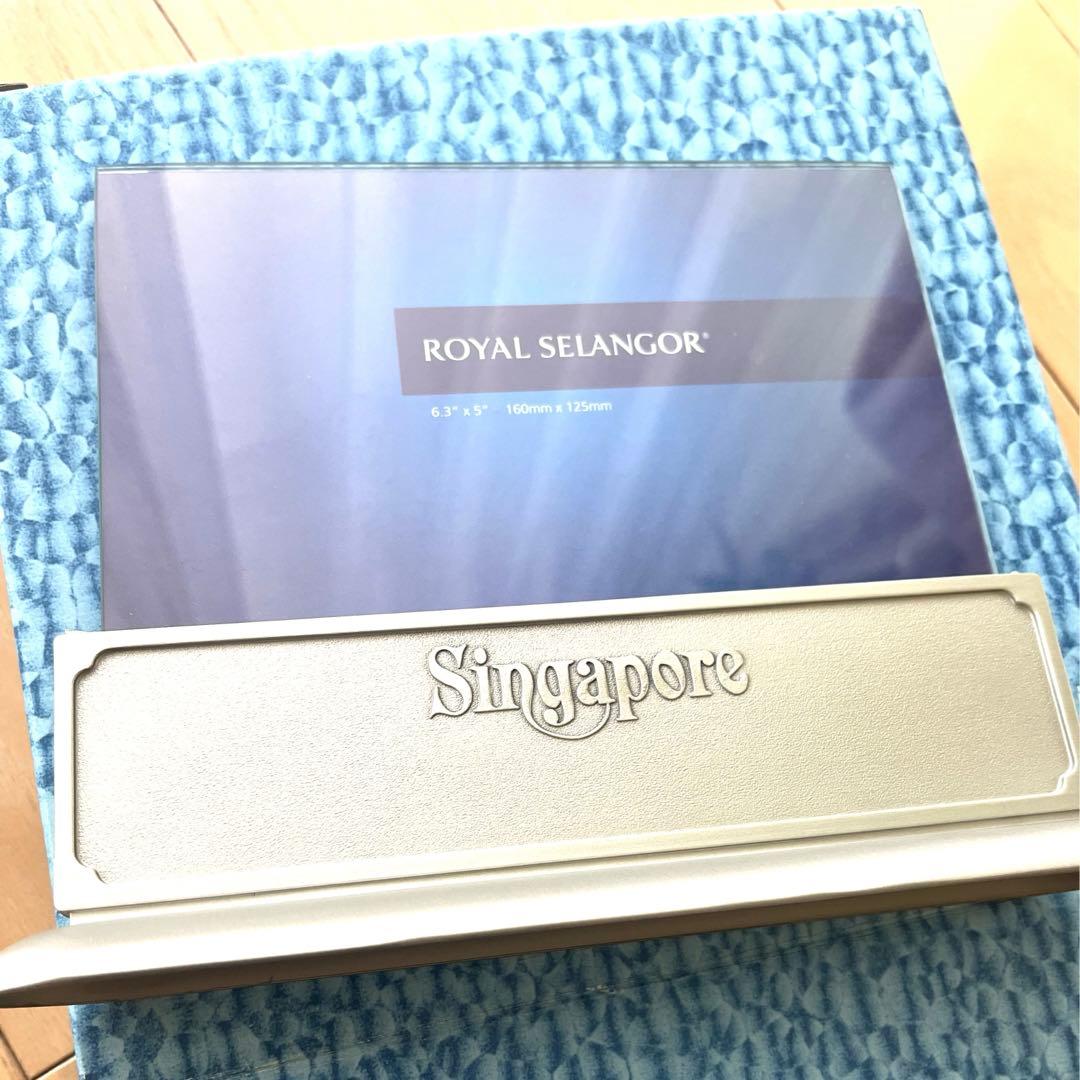 ROYAL SELANGOR®
6.3" x 5" 160mm x 125mm
Singapore